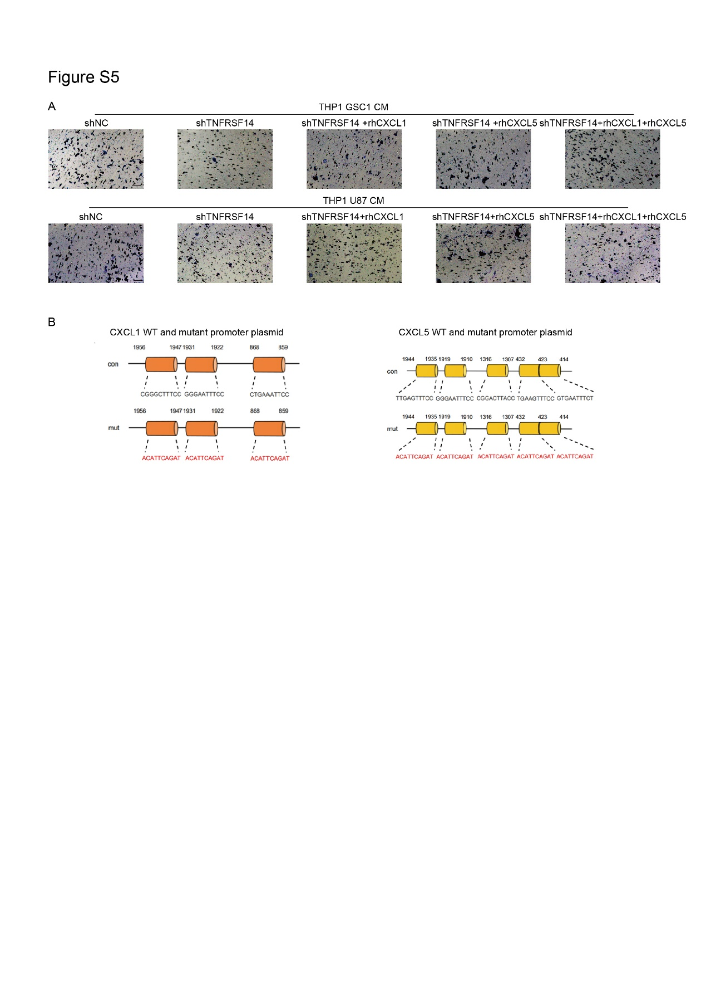 Figure S5
A
THP1 GSC1 CM
shNC shTNFRSF14 shTNFRSF14 +rhCXCL1 shTNFRSF14 +rhCXCL5 shTNFRSF14+rhCXCL1+rhCXCL5
THP1 U87 CM
shNC shTNFRSF14 shTNFRSF14+rhCXCL1 shTNFRSF14+rhCXCL5 shTNFRSF14+rhCXCL1+rhCXCL5
B
CXCL1 WT and mutant promoter plasmid
1956 1947 1931 1922 868 859
con
CGGGCTTTCC GGGAATTTCC CTGAAATTCC
1956 1947 1931 1922 868 859
mut
ACATTCAGAT ACATTCAGAT ACATTCAGAT
CXCL5 WT and mutant promoter plasmid
1944 1935 1919 1910 1316 1307 432 423 414
con
TTGAGTTTCC GGGAATTTCC CGGACTTACC TGAAGTTTCC GTGAATTTCT
1944 1935 1919 1910 1316 1307 432 423 414
mut
ACATTCAGAT ACATTCAGAT ACATTCAGAT ACATTCAGAT ACATTCAGAT